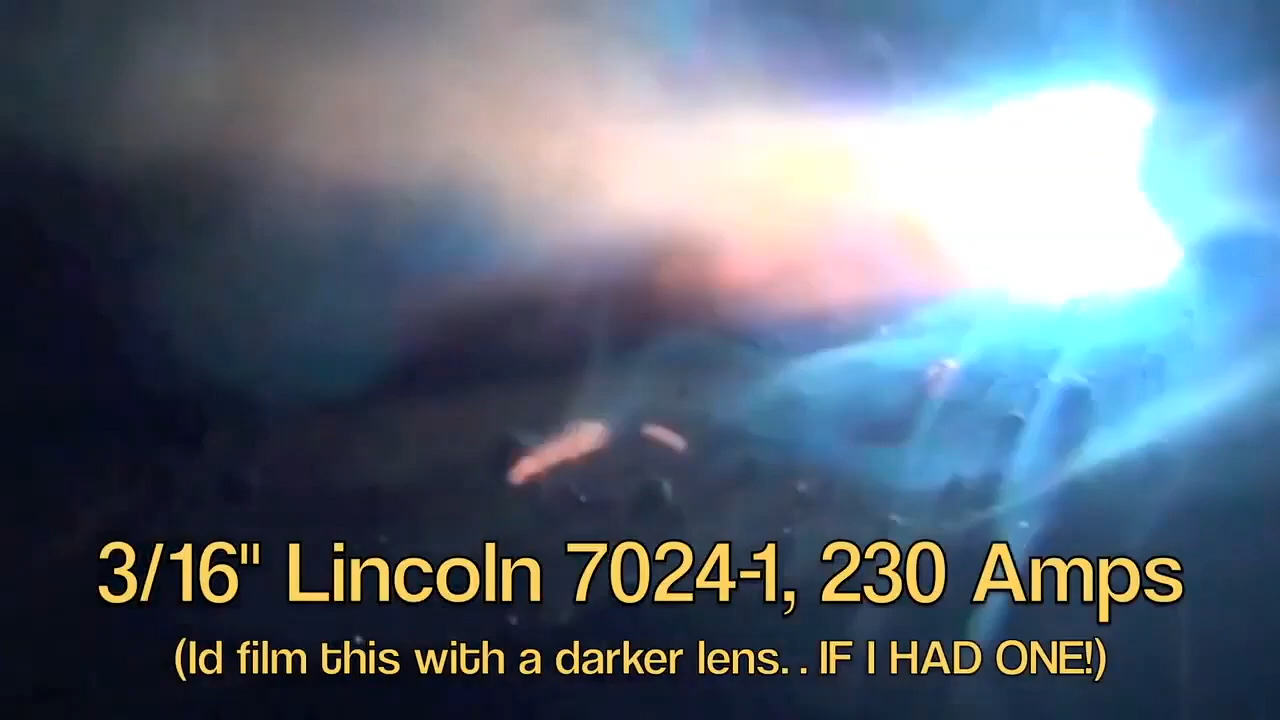 3/16" Lincoln 7024-1, 230 Amps
(Id film this with a darker lens. . IF I HAD ONE!)